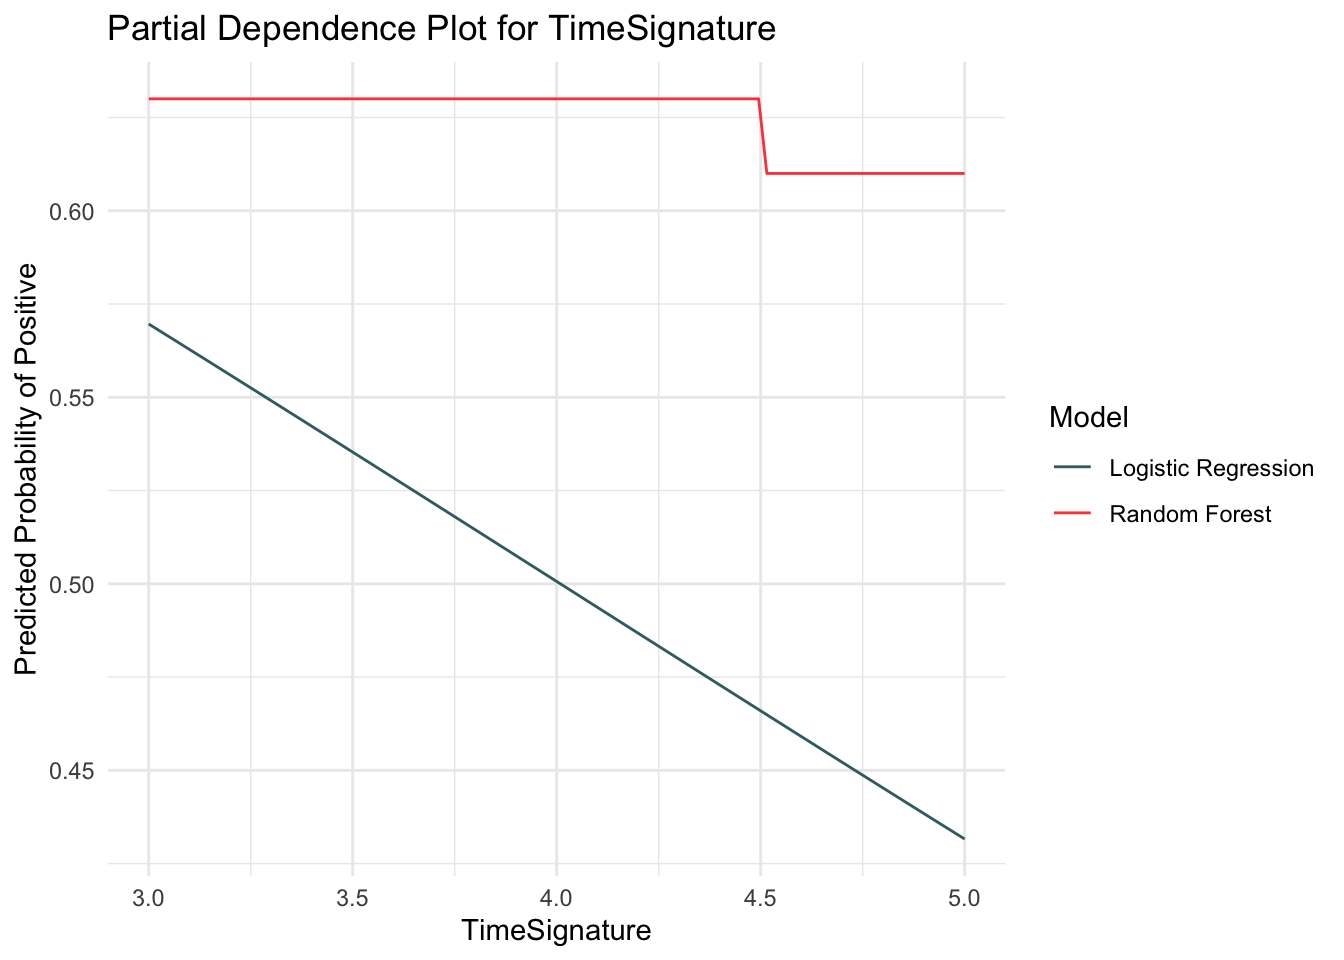 Partial Dependence Plot for TimeSignature
Predicted Probability of Positive
0.60
0.55
0.50
0.45
3.0
3.5
4.0
4.5
5.0
TimeSignature
Model
Logistic Regression
Random Forest